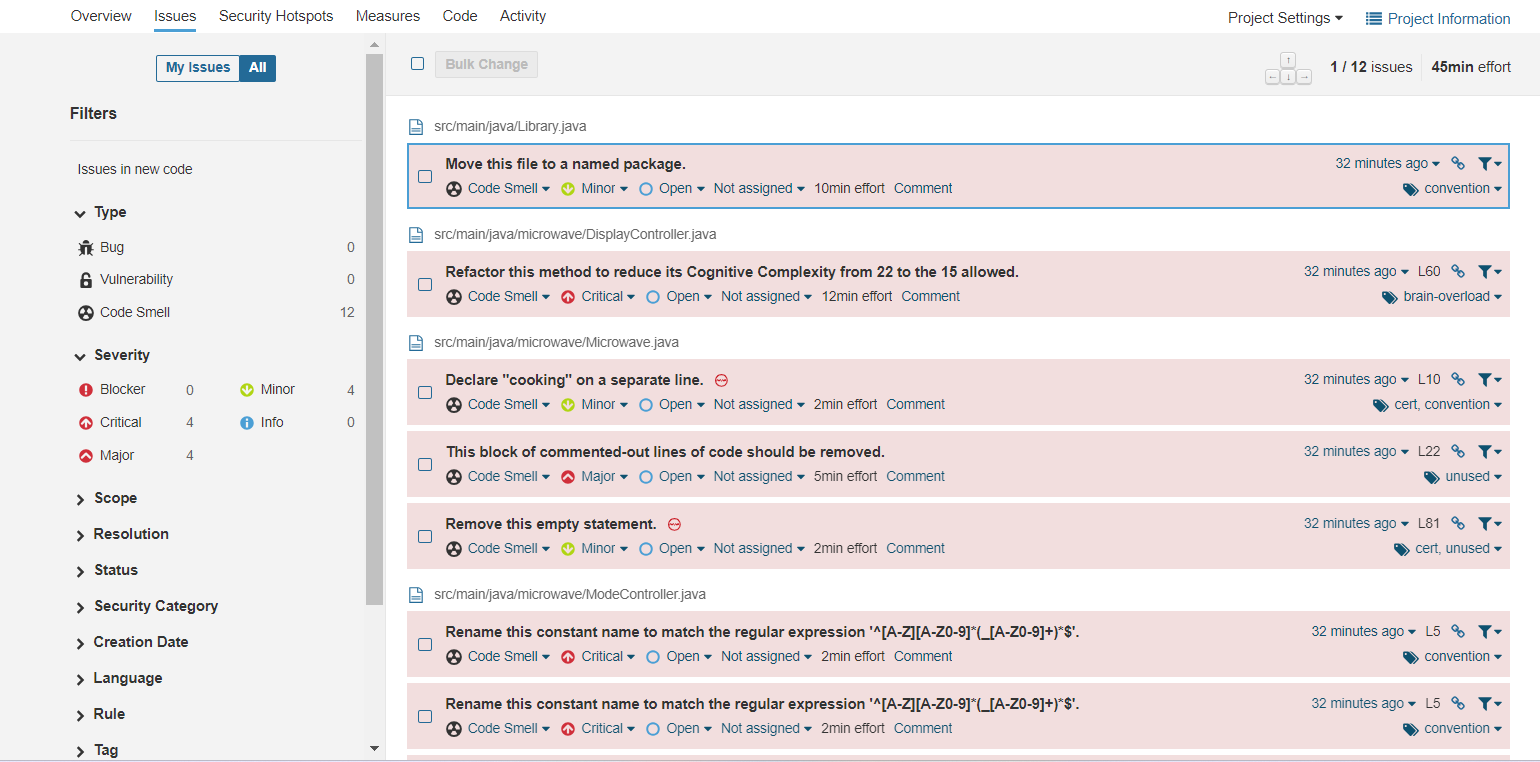 Overview Issues Security Hotspots Measures Code Activity Project Settings Project Information
My Issues All
Bulk Change
↑
← ↓ →
1 / 12 issues 45min effort
Filters
Issues in new code
Type
Bug 0
Vulnerability 0
Code Smell 12
Severity
Blocker 0 Minor 4
Critical 4 Info 0
Major 4
Scope
Resolution
Status
Security Category
Creation Date
Language
Rule
Tag
src/main/java/Library.java
Move this file to a named package. 32 minutes ago
Code Smell Minor Open Not assigned 10min effort Comment convention
src/main/java/microwave/DisplayController.java
Refactor this method to reduce its Cognitive Complexity from 22 to the 15 allowed. 32 minutes ago L60
Code Smell Critical Open Not assigned 12min effort Comment brain-overload
src/main/java/microwave/Microwave.java
Declare "cooking" on a separate line. 32 minutes ago L10
Code Smell Minor Open Not assigned 2min effort Comment cert, convention
This block of commented-out lines of code should be removed. 32 minutes ago L22
Code Smell Major Open Not assigned 5min effort Comment unused
Remove this empty statement. 32 minutes ago L81
Code Smell Minor Open Not assigned 2min effort Comment cert, unused
src/main/java/microwave/ModeController.java
Rename this constant name to match the regular expression '^[A-Z][A-Z0-9]*(_[A-Z0-9]+)*$'. 32 minutes ago L5
Code Smell Critical Open Not assigned 2min effort Comment convention
Rename this constant name to match the regular expression '^[A-Z][A-Z0-9]*(_[A-Z0-9]+)*$'. 32 minutes ago L5
Code Smell Critical Open Not assigned 2min effort Comment convention